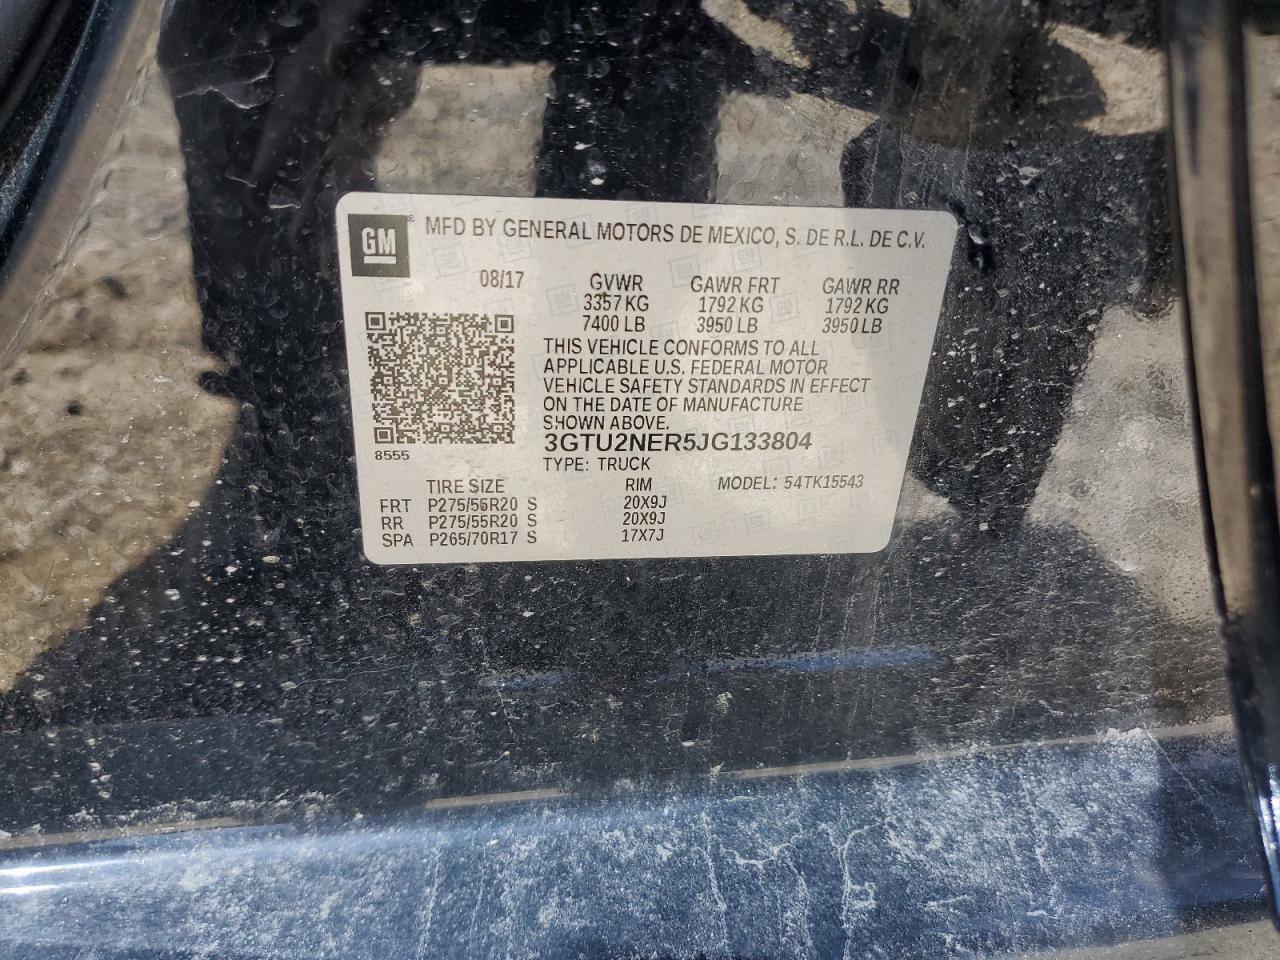 GM ® MFD BY GENERAL MOTORS DE MEXICO, S. DE R.L. DE C.V.
08/17 GVWR GAWR FRT GAWR RR
3357 KG 1792 KG 1792 KG
7400 LB 3950 LB 3950 LB
THIS VEHICLE CONFORMS TO ALL
APPLICABLE U.S. FEDERAL MOTOR
VEHICLE SAFETY STANDARDS IN EFFECT
ON THE DATE OF MANUFACTURE
SHOWN ABOVE.
3GTU2NER5JG133804
8555
TYPE: TRUCK
TIRE SIZE RIM MODEL: 54TK15543
FRT P275/55R20 S 20X9J
RR P275/55R20 S 20X9J
SPA P265/70R17 S 17X7J